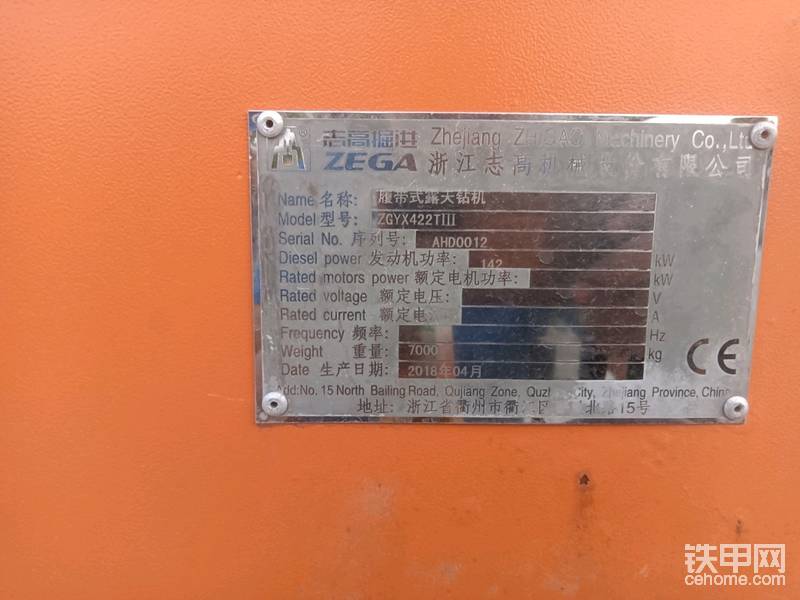 志高掘进 Zhejiang ZHIGAO Machinery Co.,Ltd
ZEGA 浙江志高机械股份有限公司
Name 名称: 履带式露天钻机
Model 型号: ZGYX422TIII
Serial No. 序列号: AHD0012
Diesel power 发动机功率: 142 kW
Rated motors power 额定电机功率: kW
Rated voltage 额定电压: V
Rated current 额定电 A
Frequency 频率: Hz
Weight 重量: 7000 kg
Date 生产日期: 2018年04月
CE
Add:No. 15 North Bailing Road, Qujiang Zone, Quzhou City, Zhejiang Province, China
地址: 浙江省衢州市衢江区 北 15号
铁甲网
cehome.com